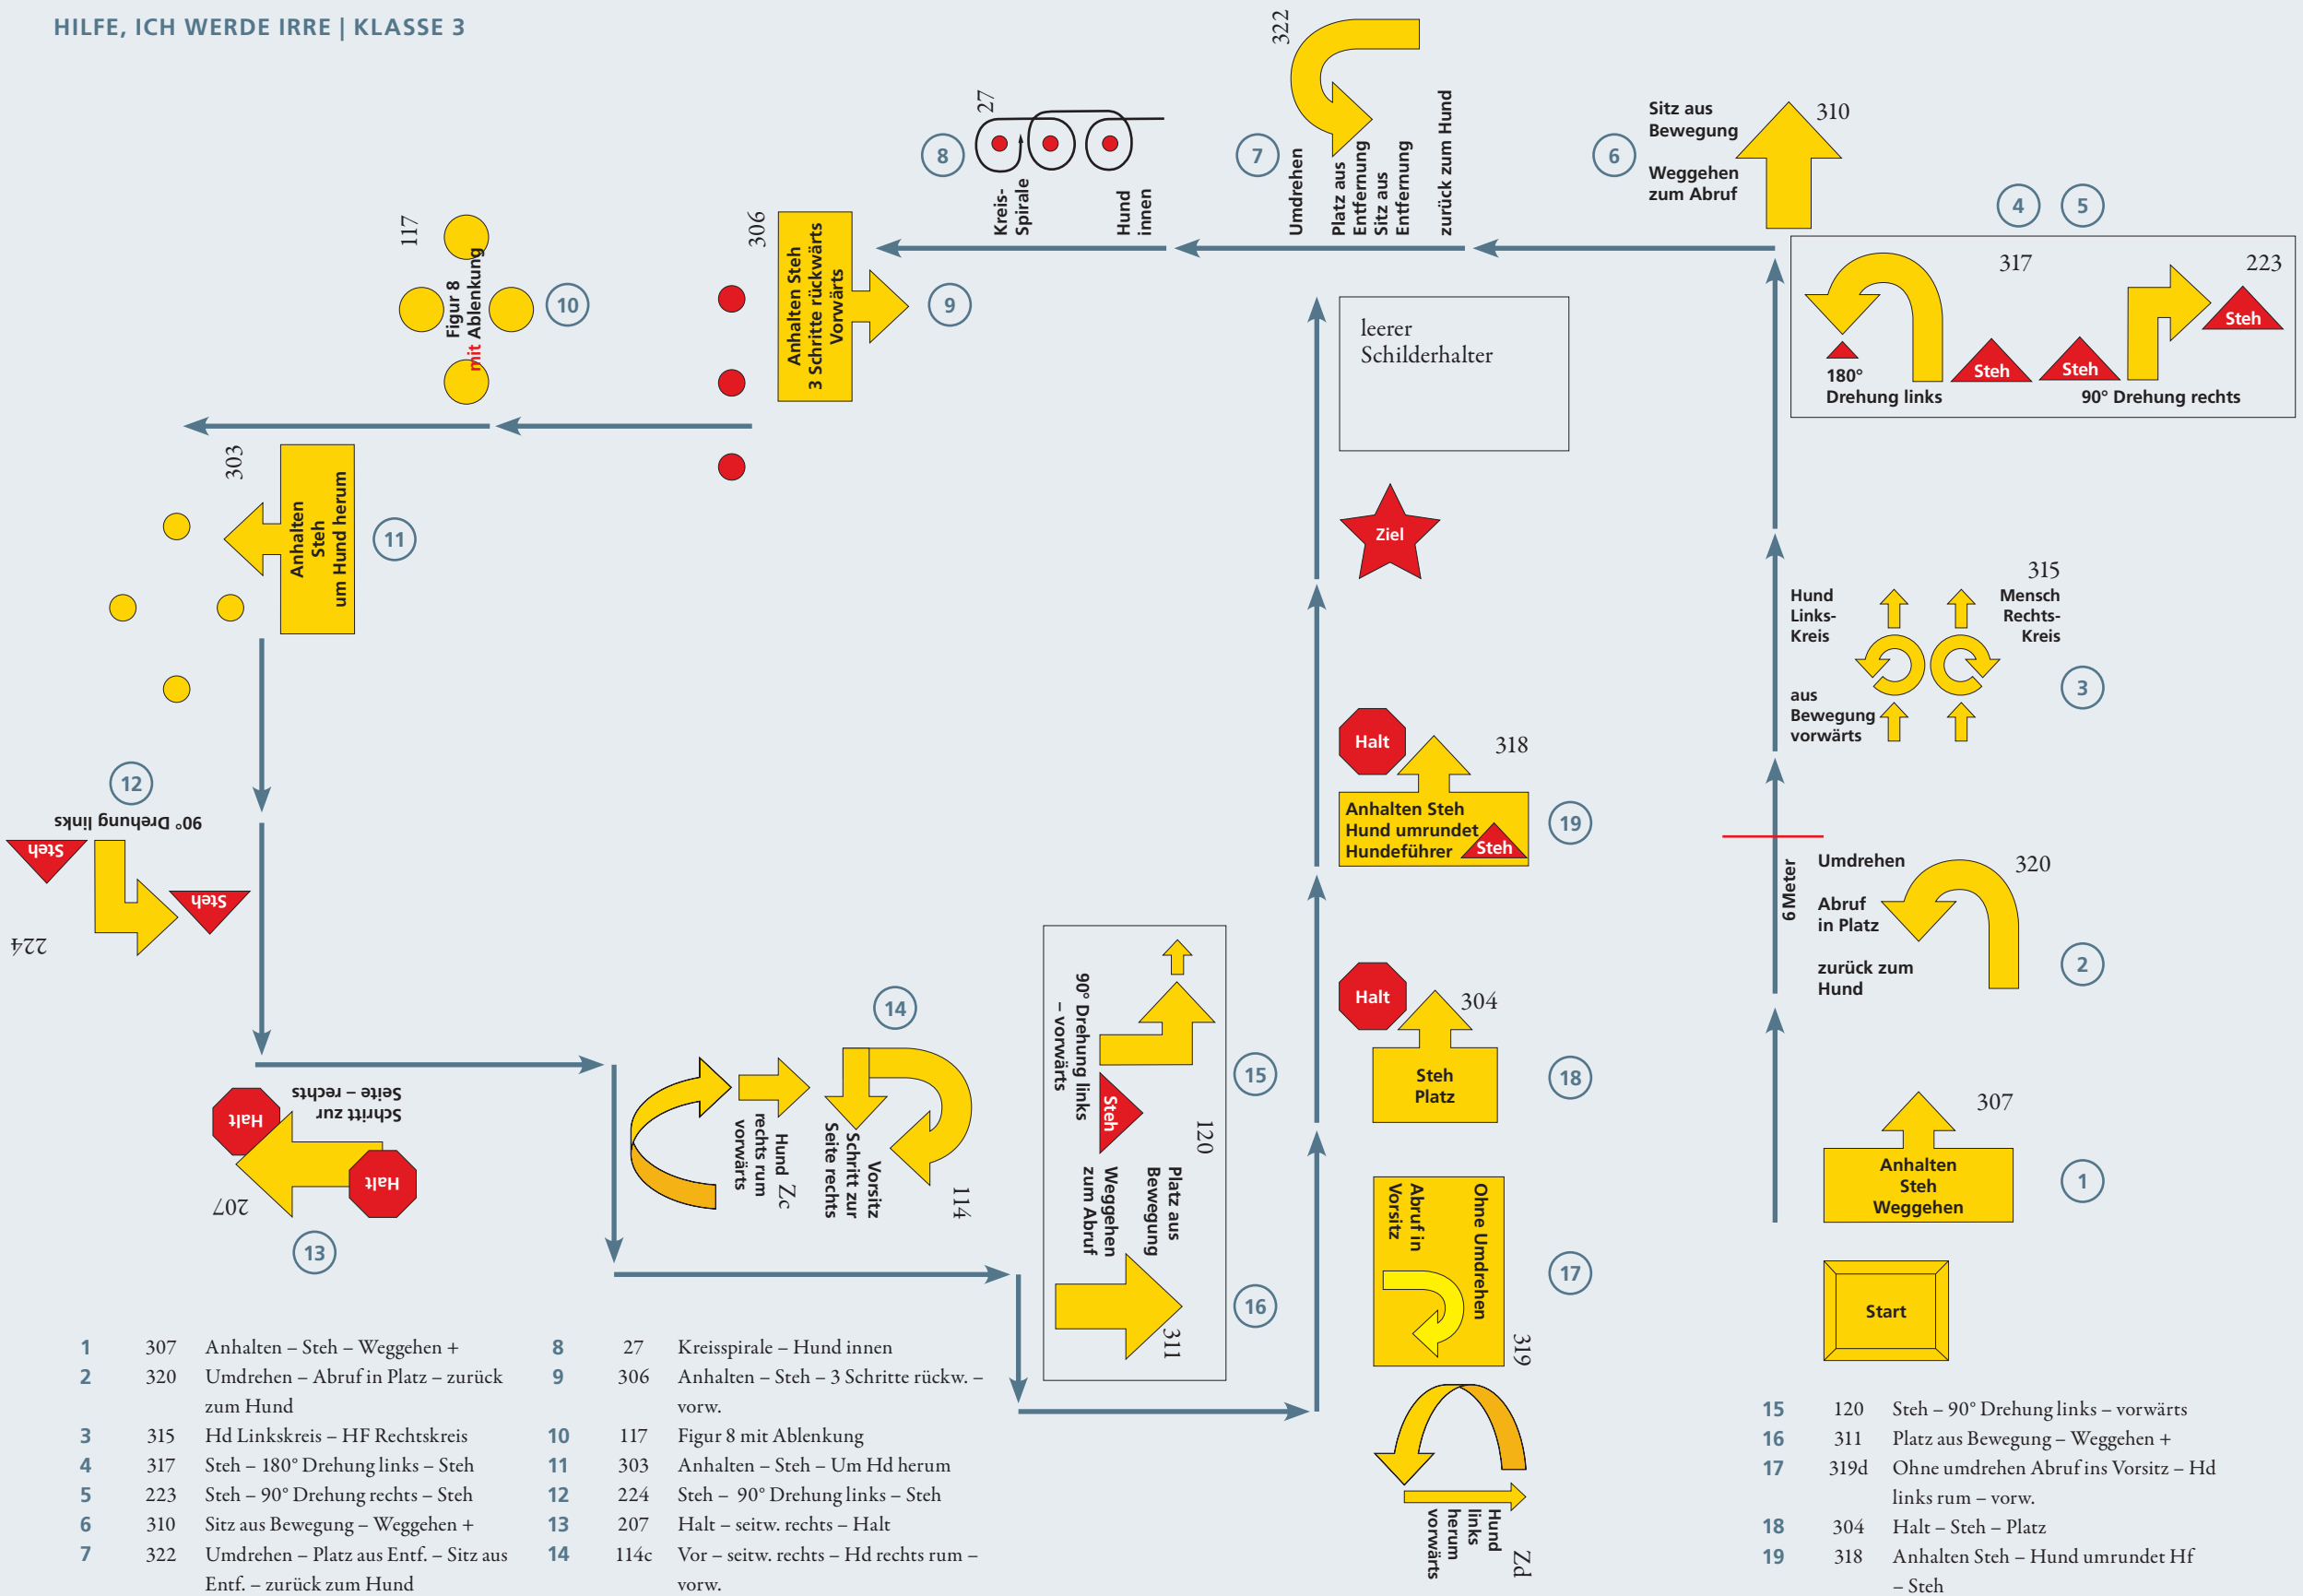 HILFE, ICH WERDE IRRE | KLASSE 3
322
27
8
Kreis-
Spirale
Hund
innen
7
Umdrehen
Platz aus
Entfernung
Sitz aus
Entfernung
zurück zum Hund
6
Sitz aus
Bewegung
Weggehen
zum Abruf
310
4
5
317
223
Steh
180°
Drehung links
Steh
Steh
90° Drehung rechts
117
Figur 8
mit Ablenkung
10
306
Anhalten Steh
3 Schritte rückwärts
Vorwärts
9
leerer
Schilderhalter
303
Anhalten
Steh
um Hund herum
11
Ziel
315
Hund
Links-
Kreis
Mensch
Rechts-
Kreis
aus
Bewegung
vorwärts
3
12
90° Drehung links
Steh
Steh
224
Halt
318
Anhalten Steh
Hund umrundet
Hundeführer
Steh
19
6 Meter
Umdrehen
320
Abruf
in Platz
zurück zum
Hund
2
Halt
304
Steh
Platz
18
14
Hund Zc
rechts rum
vorwärts
Vorsitz
Schritt zur
Seite rechts
114
90° Drehung links
– vorwärts
Steh
120
15
Platz aus
Bewegung
Weggehen
zum Abruf
311
16
307
Anhalten
Steh
Weggehen
1
Schritt zur
Seite – rechts
Halt
Halt
207
13
Ohne Umdrehen
Abruf in
Vorsitz
319
17
Hund
links
herum
vorwärts
Zd
Start
1 307 Anhalten – Steh – Weggehen +
2 320 Umdrehen – Abruf in Platz – zurück
zum Hund
3 315 Hd Linkskreis – HF Rechtskreis
4 317 Steh – 180° Drehung links – Steh
5 223 Steh – 90° Drehung rechts – Steh
6 310 Sitz aus Bewegung – Weggehen +
7 322 Umdrehen – Platz aus Entf. – Sitz aus
Entf. – zurück zum Hund
8 27 Kreisspirale – Hund innen
9 306 Anhalten – Steh – 3 Schritte rückw. –
vorw.
10 117 Figur 8 mit Ablenkung
11 303 Anhalten – Steh – Um Hd herum
12 224 Steh – 90° Drehung links – Steh
13 207 Halt – seitw. rechts – Halt
14 114c Vor – seitw. rechts – Hd rechts rum –
vorw.
15 120 Steh – 90° Drehung links – vorwärts
16 311 Platz aus Bewegung – Weggehen +
17 319d Ohne umdrehen Abruf ins Vorsitz – Hd
links rum – vorw.
18 304 Halt – Steh – Platz
19 318 Anhalten Steh – Hund umrundet Hf
– Steh